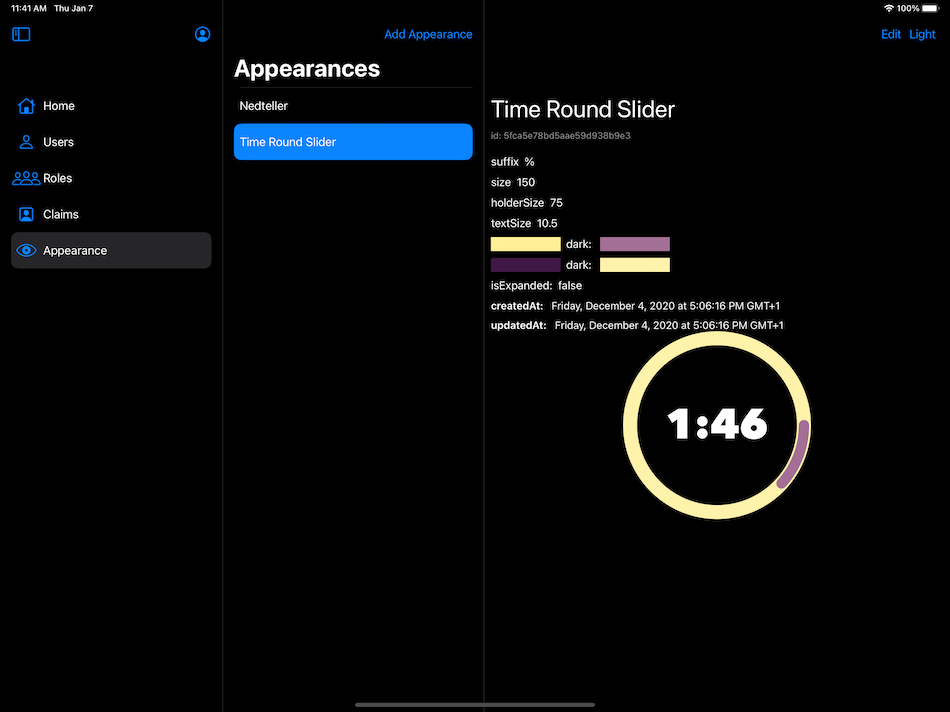 11:41 AM Thu Jan 7
100%
Home
Users
Roles
Claims
Appearance
Add Appearance
Appearances
Nedteller
Time Round Slider
Edit Light
Time Round Slider
id: 5fca5e78bd5aae59d938b9e3
suffix %
size 150
holderSize 75
textSize 10.5
dark:
dark:
isExpanded: false
createdAt: Friday, December 4, 2020 at 5:06:16 PM GMT+1
updatedAt: Friday, December 4, 2020 at 5:06:16 PM GMT+1
1:46